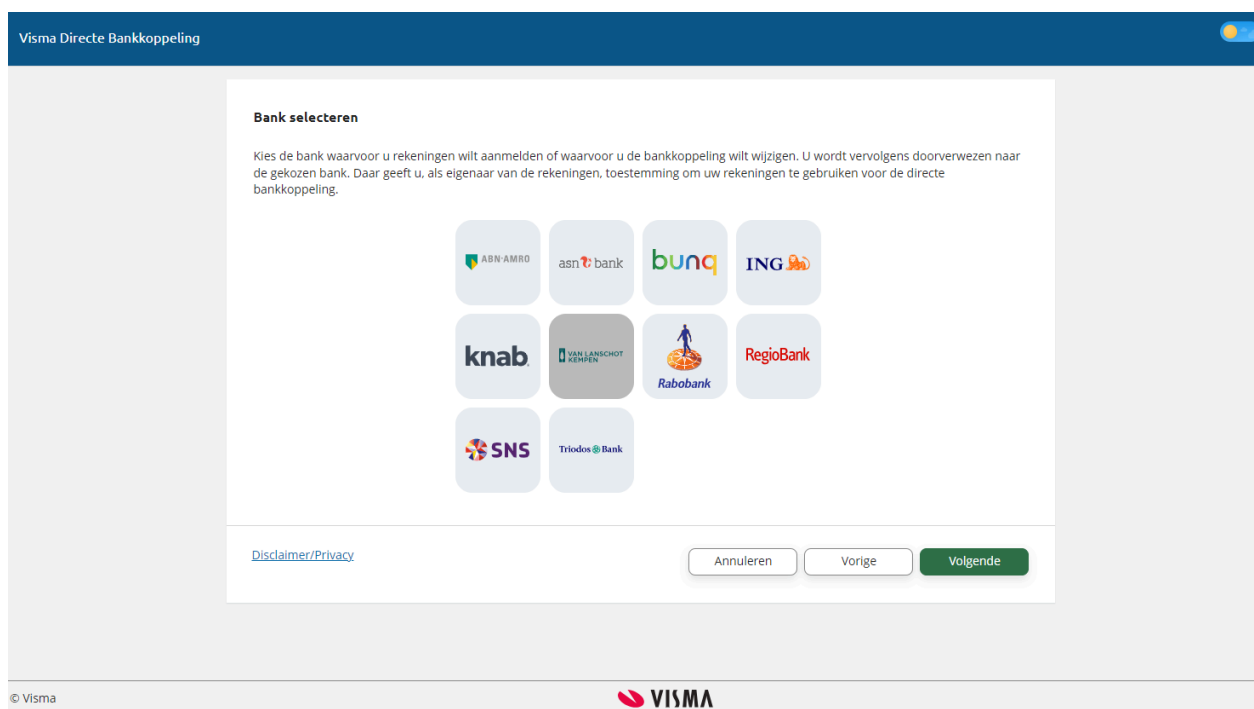 Visma Directe Bankkoppeling
Bank selecteren
Kies de bank waarvoor u rekeningen wilt aanmelden of waarvoor u de bankkoppeling wilt wijzigen. U wordt vervolgens doorverwezen naar
de gekozen bank. Daar geeft u, als eigenaar van de rekeningen, toestemming om uw rekeningen te gebruiken voor de directe
bankkoppeling.
ABN·AMRO
asn bank
bunq
ING
knab.
VAN LANSCHOT
KEMPEN
Rabobank
RegioBank
SNS
Triodos Bank
Disclaimer/Privacy
Annuleren
Vorige
Volgende
© Visma
VISMA